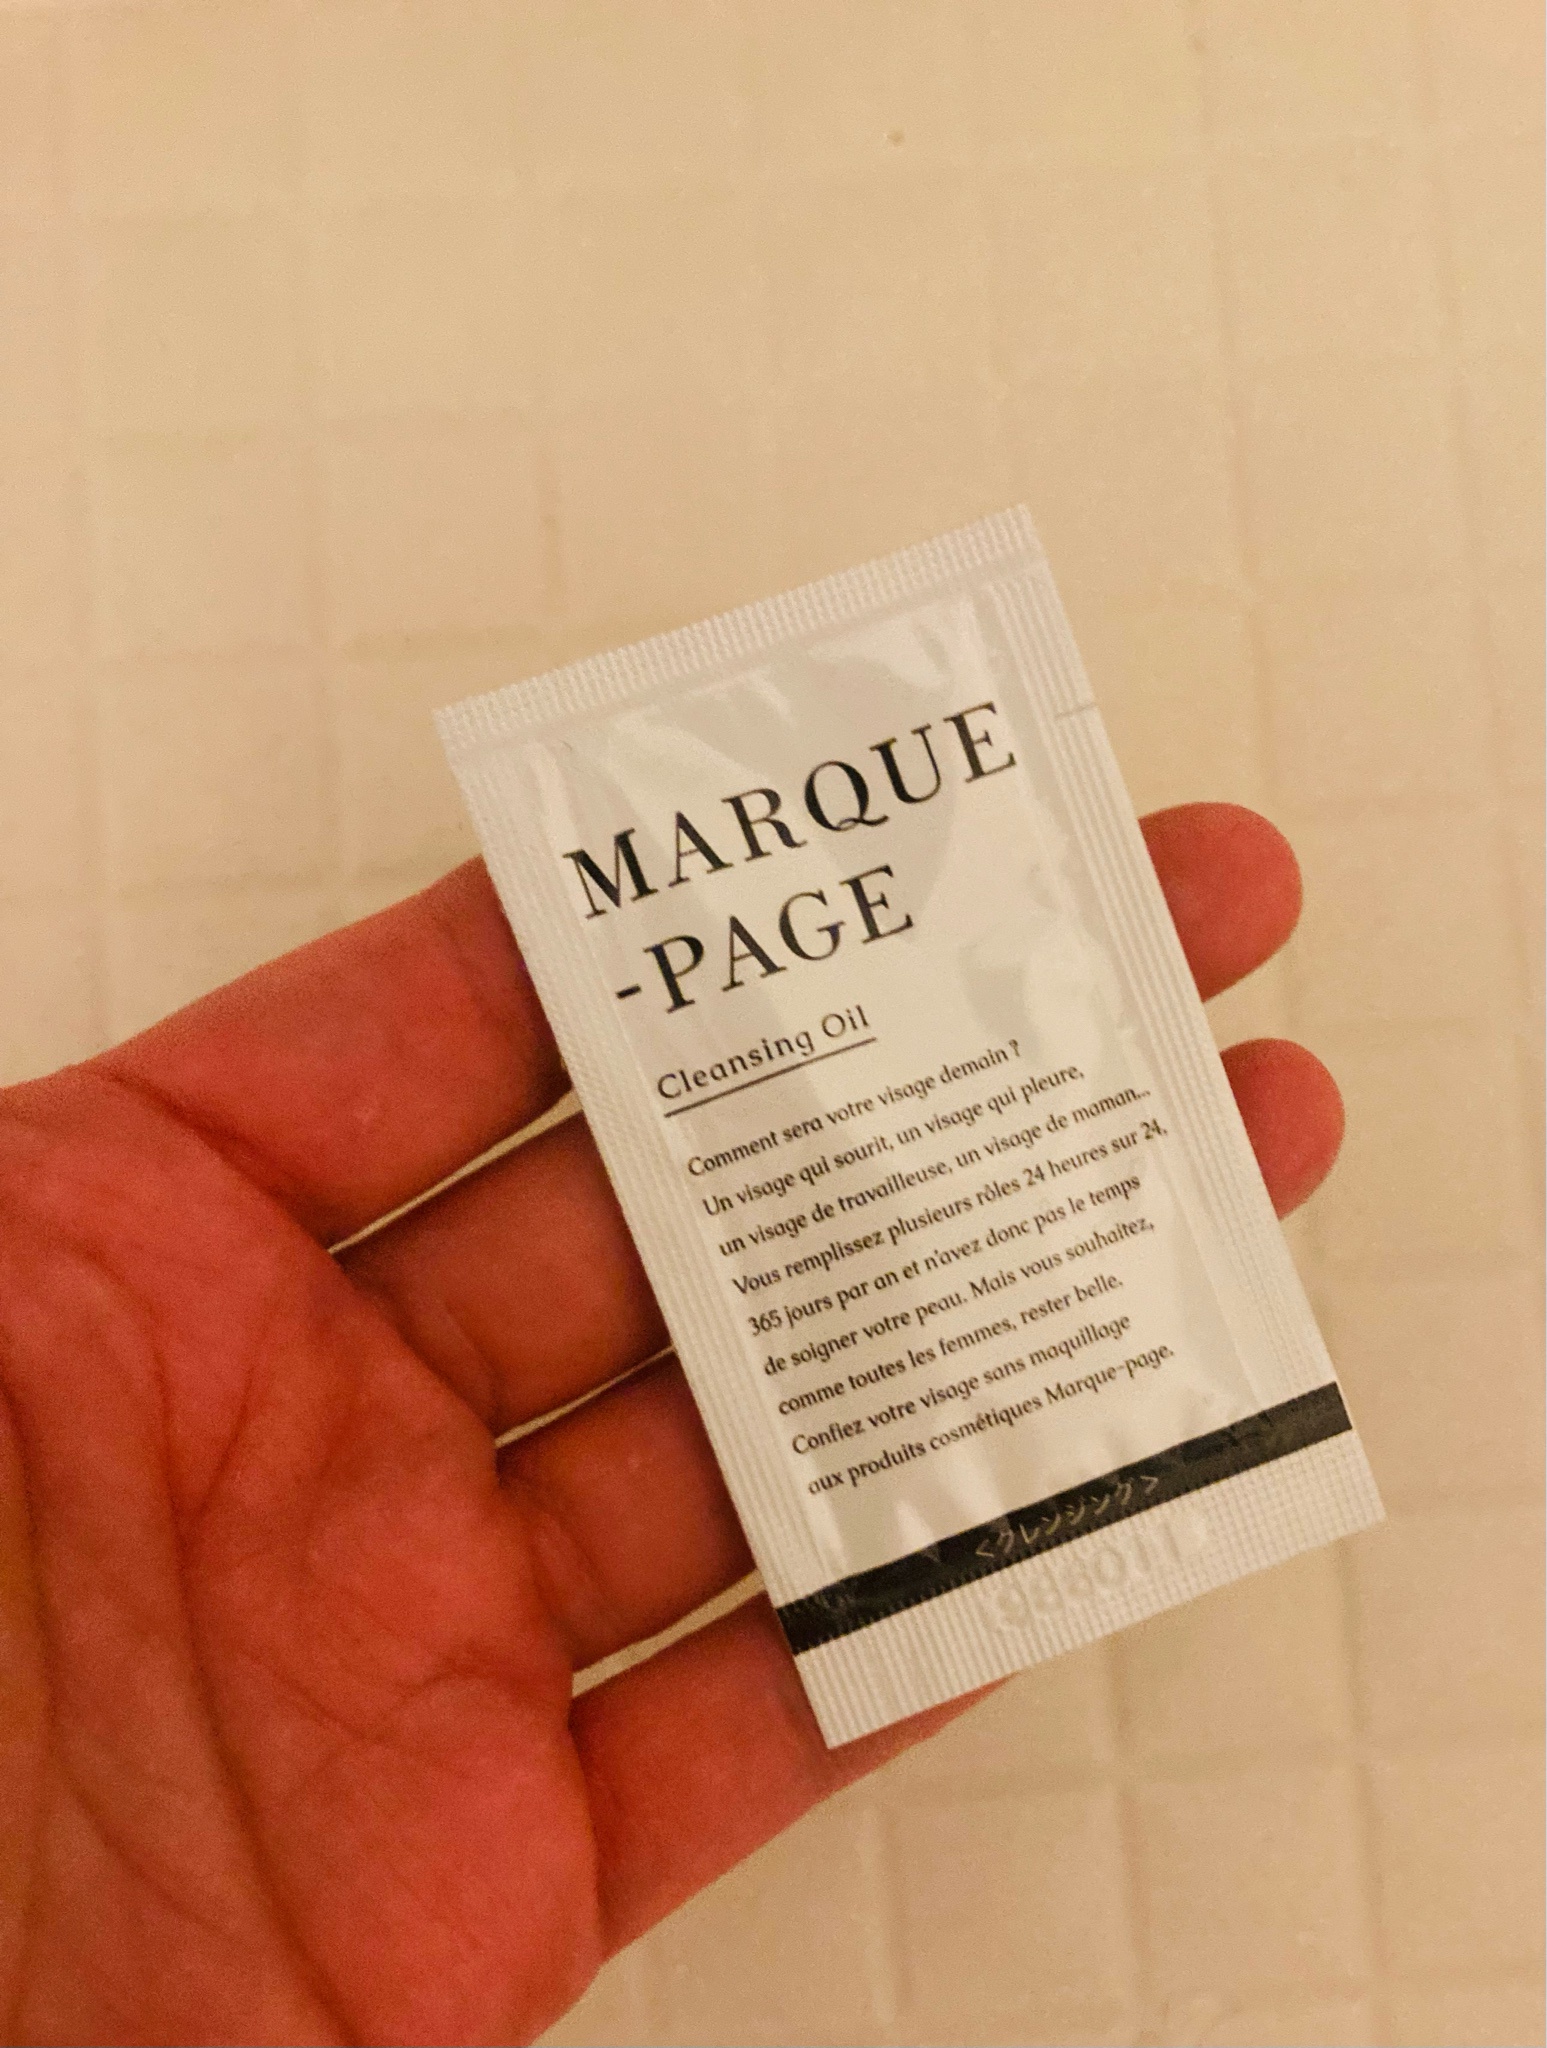 MARQUE
-PAGE
Cleansing Oil
Comment sera votre visage demain ?
Un visage qui sourit, un visage qui pleure,
un visage de travailleuse, un visage de maman...
Vous remplissez plusieurs rôles 24 heures sur 24,
365 jours par an et n'avez donc pas le temps
de soigner votre peau. Mais vous souhaitez,
comme toutes les femmes, rester belle.
Confiez votre visage sans maquillage
aux produits cosmétiques Marque-page.
<クレンジング>